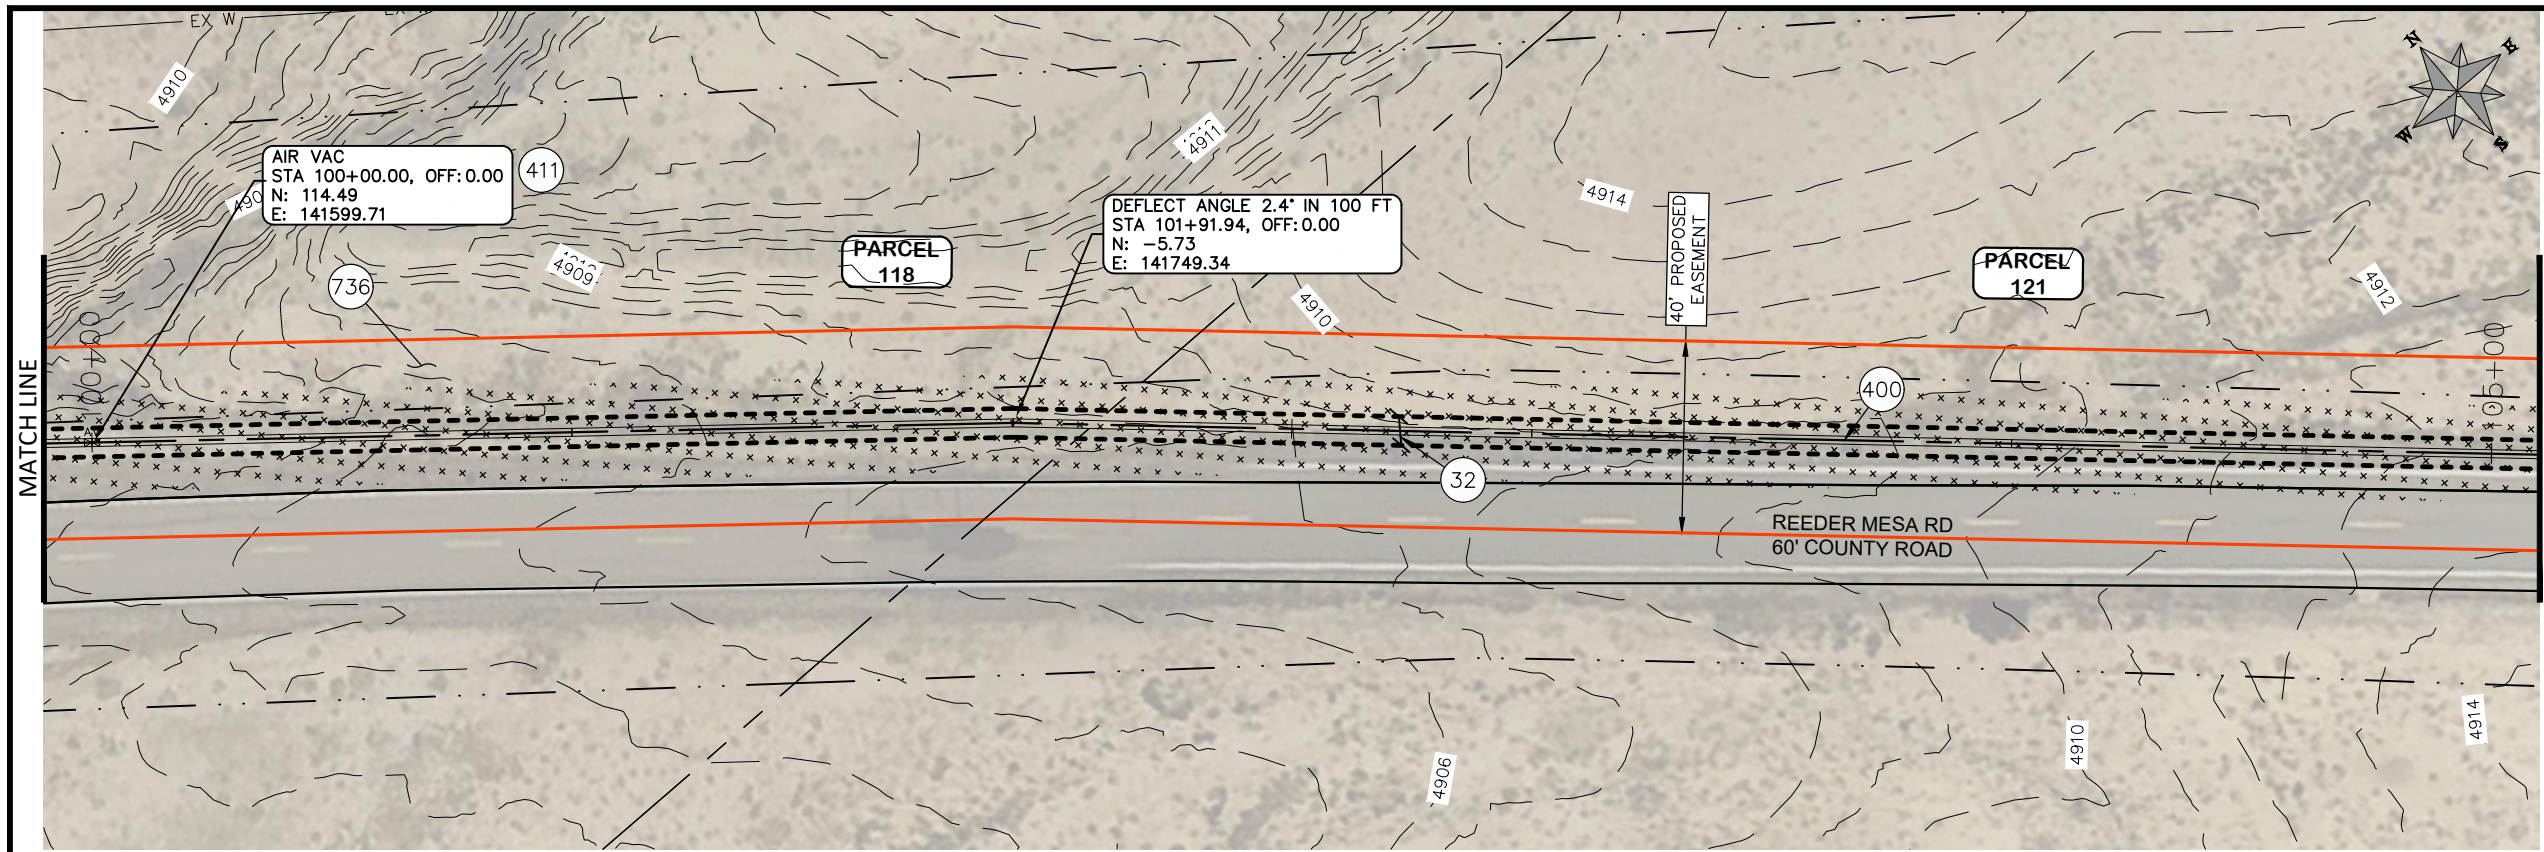 EX W
4910
AIR VAC
STA 100+00.00, OFF:0.00
N: 114.49
E: 141599.71
411
4911
4914
N
E
W
S
DEFLECT ANGLE 2.4° IN 100 FT
STA 101+91.94, OFF:0.00
N: -5.73
E: 141749.34
40' PROPOSED
EASEMENT
PARCEL
118
PARCEL
121
4909
736
4910
4912
MATCH LINE
400
32
REEDER MESA RD
60' COUNTY ROAD
4906
4910
4914